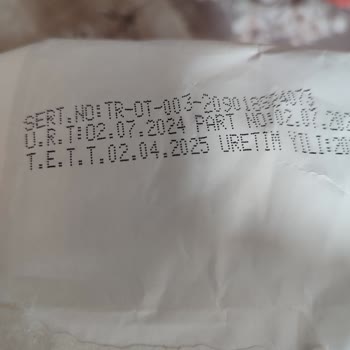 SERT.NO:TR-OT-003-
U.R.T:02.07.2024 PART NO:02.07.202
T.E.T.T.02.04.2025 URETIM YILI:20